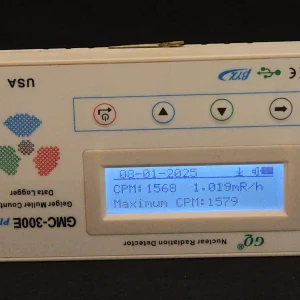 08-01-2025
CPM:1568 1.019mR/h
Maximum CPM:1579
GQ® Nuclear Radiation Detector
GMC-300E
Geiger Muller Count
Data Logger
USA